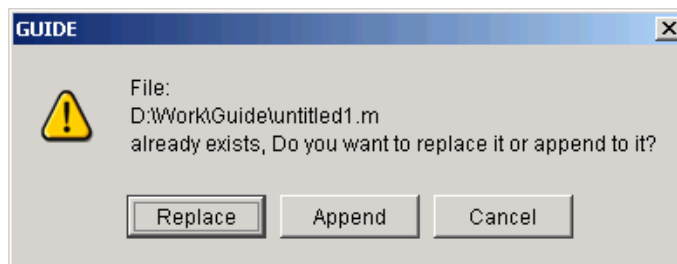 GUIDE
File:
D:\Work\Guide\untitled1.m
already exists, Do you want to replace it or append to it?
Replace Append Cancel